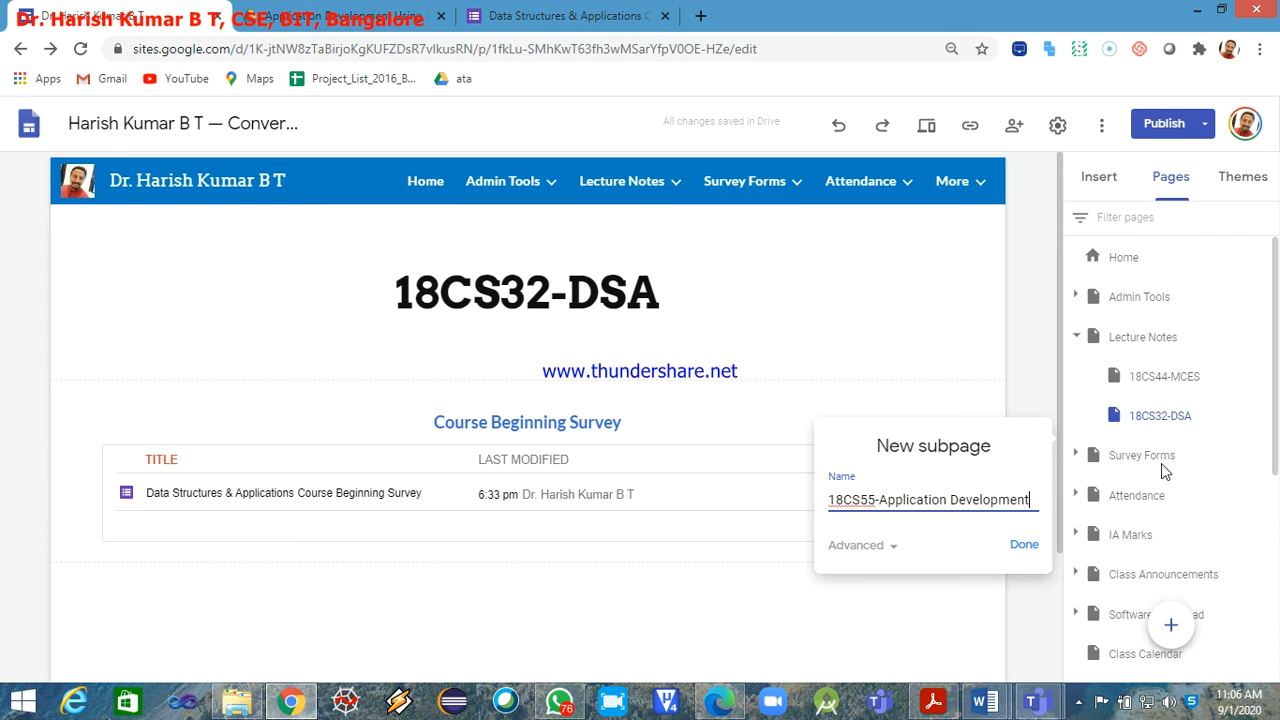 Dr. Harish Kumar B T, CSE, BIT, Bangalore
Data Structures & Applications C
sites.google.com/d/1K-jtNW8zTaBirjoKgKUFZDsR7vlkusRN/p/1fkLu-SMhKwT63fh3wMSarYfpV0OE-HZe/edit
Apps
Gmail
YouTube
Maps
Project_List_2016_B...
ata
Harish Kumar B T — Conver...
All changes saved in Drive
Publish
Dr. Harish Kumar B T
Home
Admin Tools
Lecture Notes
Survey Forms
Attendance
More
Insert
Pages
Themes
Filter pages
18CS32-DSA
www.thundershare.net
Course Beginning Survey
TITLE
LAST MODIFIED
Data Structures & Applications Course Beginning Survey
6:33 pm Dr. Harish Kumar B T
New subpage
Name
18CS55-Application Development
Advanced
Done
Home
Admin Tools
Lecture Notes
18CS44-MCES
18CS32-DSA
Survey Forms
Attendance
IA Marks
Class Announcements
Class Calendar
76
11:06 AM
9/1/2020